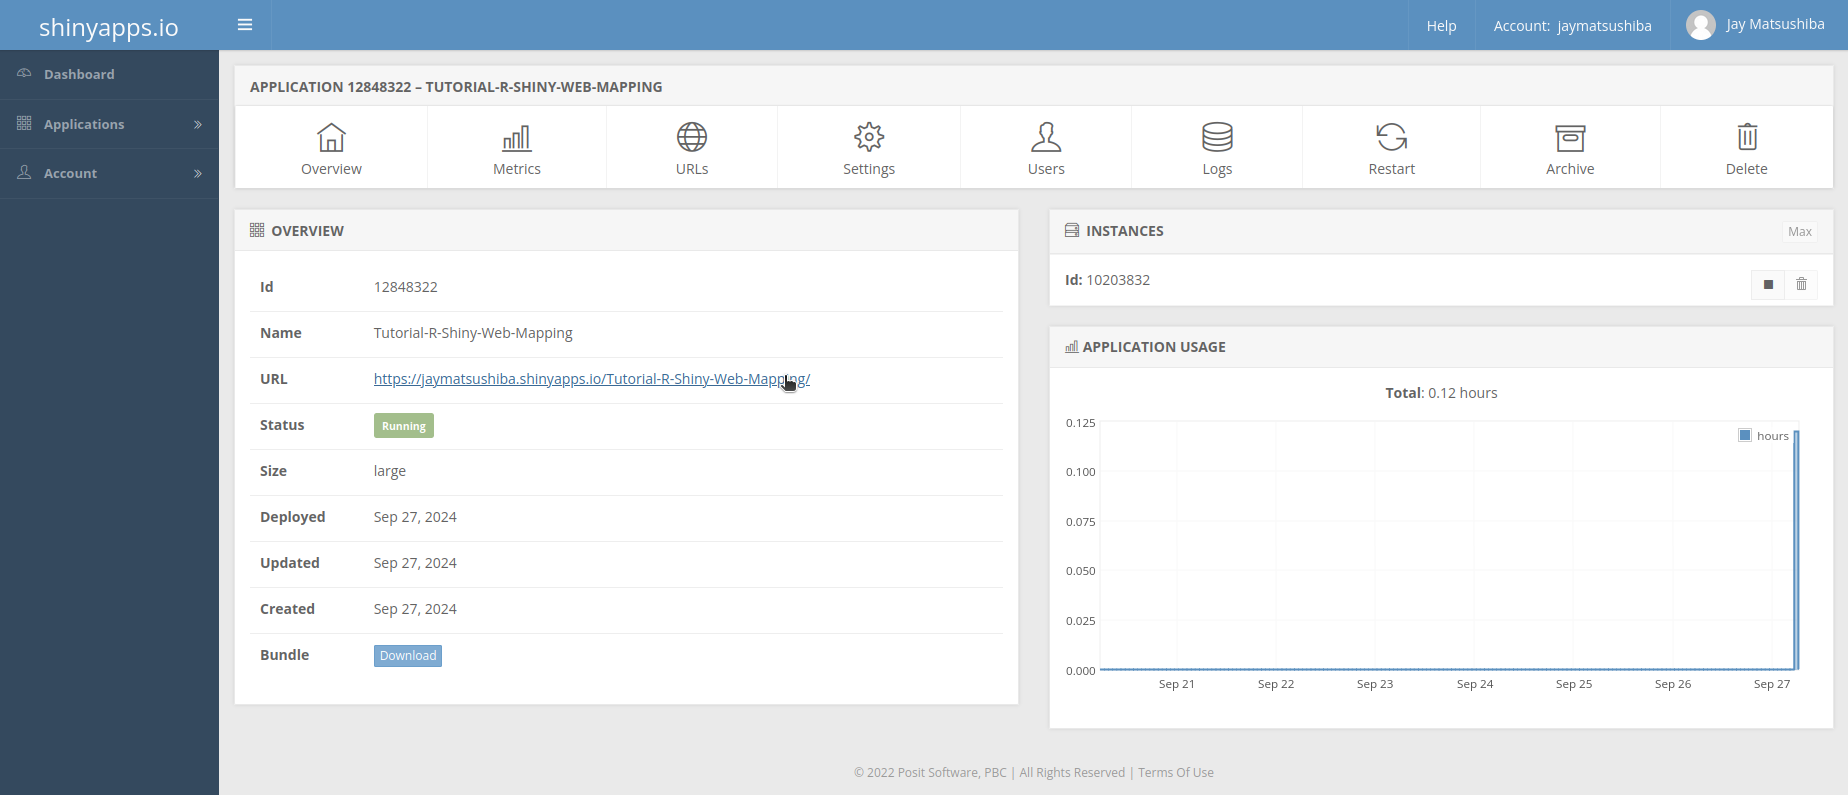 shinyapps.io
Help
Account: jaymatsushiba
Jay Matsushiba
Dashboard
Applications
Account
APPLICATION 12848322 – TUTORIAL-R-SHINY-WEB-MAPPING
Overview
Metrics
URLs
Settings
Users
Logs
Restart
Archive
Delete
OVERVIEW
Id 12848322
Name Tutorial-R-Shiny-Web-Mapping
URL https://jaymatsushiba.shinyapps.io/Tutorial-R-Shiny-Web-Mapping/
Status Running
Size large
Deployed Sep 27, 2024
Updated Sep 27, 2024
Created Sep 27, 2024
Bundle Download
INSTANCES
Max
Id: 10203832
APPLICATION USAGE
Total: 0.12 hours
hours
0.125
0.100
0.075
0.050
0.025
0.000
Sep 21 Sep 22 Sep 23 Sep 24 Sep 25 Sep 26 Sep 27
© 2022 Posit Software, PBC | All Rights Reserved | Terms Of Use